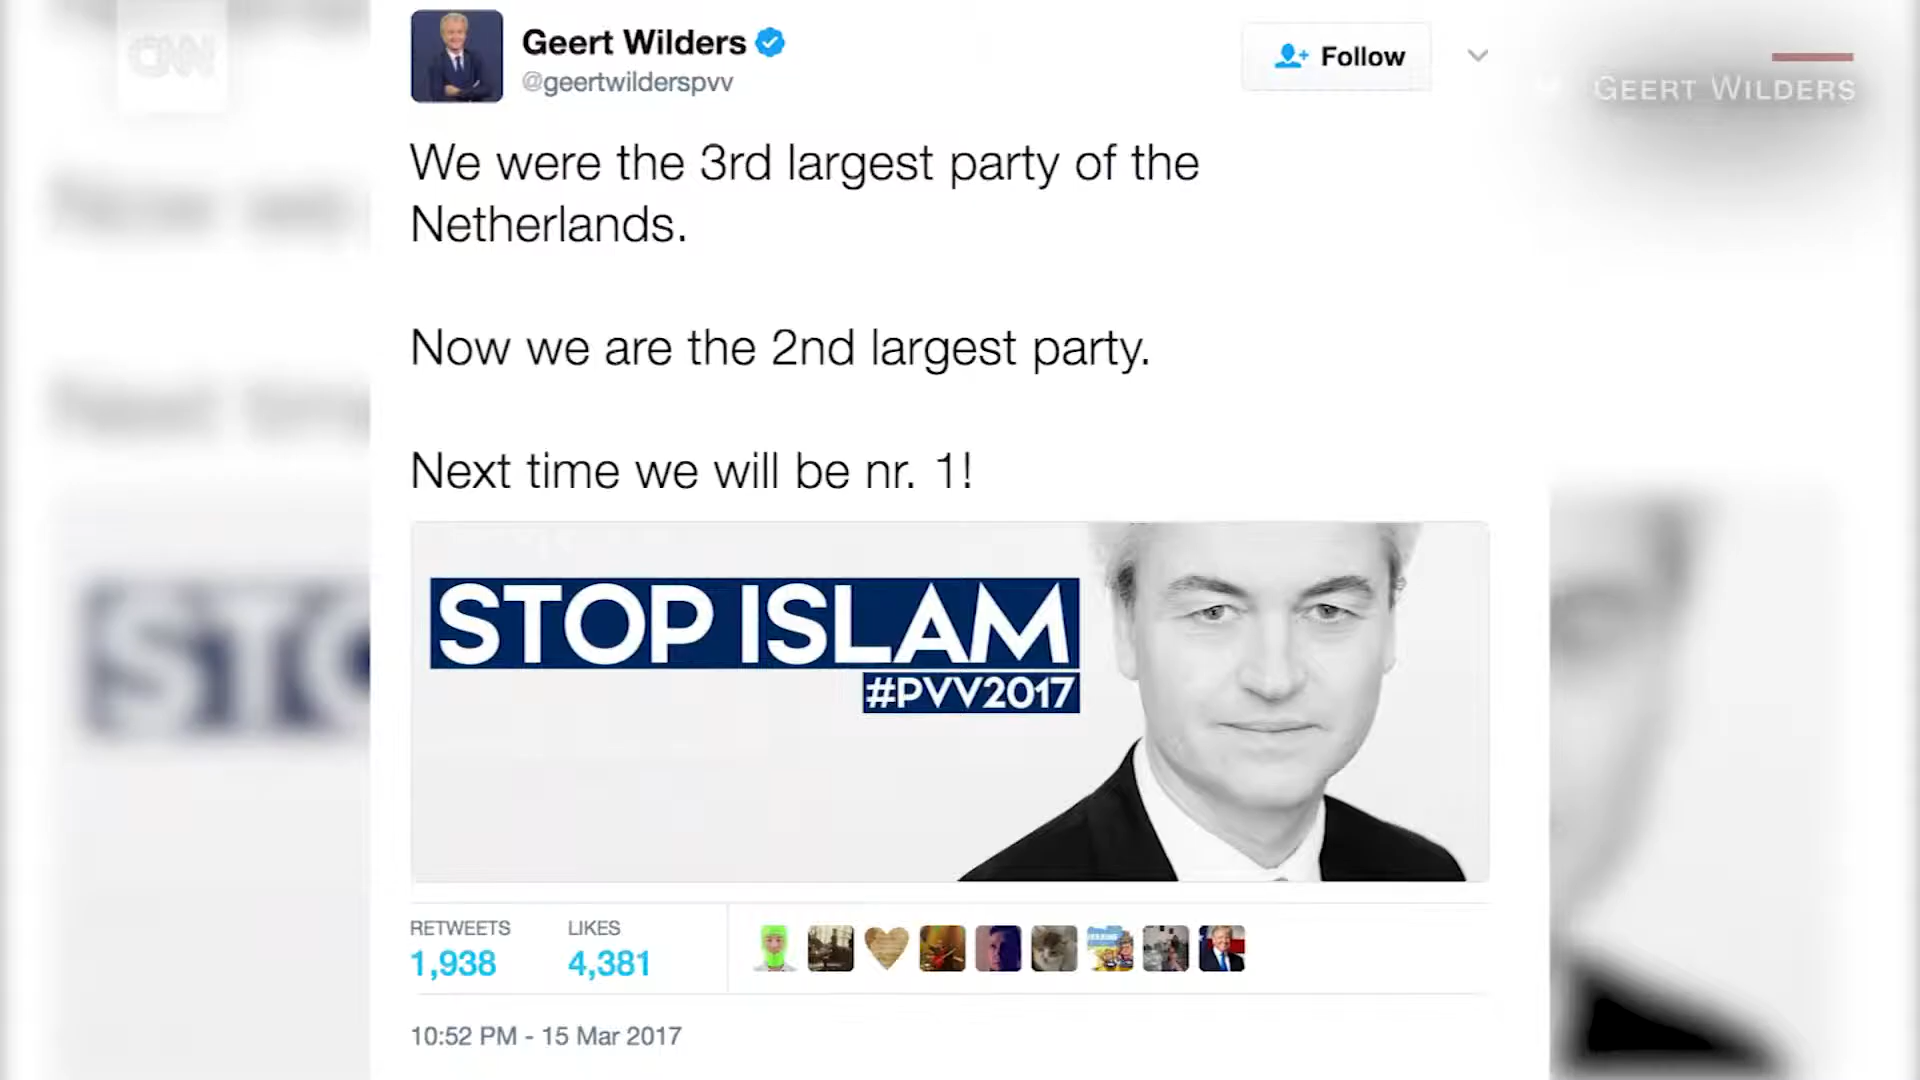 CNN
Geert Wilders
@geertwilderspvv
Follow
GEERT WILDERS
We were the 3rd largest party of the
Netherlands.
Now we are the 2nd largest party.
Next time we will be nr. 1!
STOP ISLAM
#PVV2017
RETWEETS
LIKES
1,938
4,381
10:52 PM - 15 Mar 2017